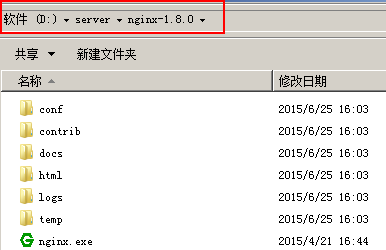 软件 (D:) ▾ server ▾ nginx-1.8.0 ▾
共享 ▾ 新建文件夹
名称 修改日期
conf 2015/6/25 16:03
contrib 2015/6/25 16:03
docs 2015/6/25 16:03
html 2015/6/25 16:03
logs 2015/6/25 16:03
temp 2015/6/25 16:03
nginx.exe 2015/4/21 16:44